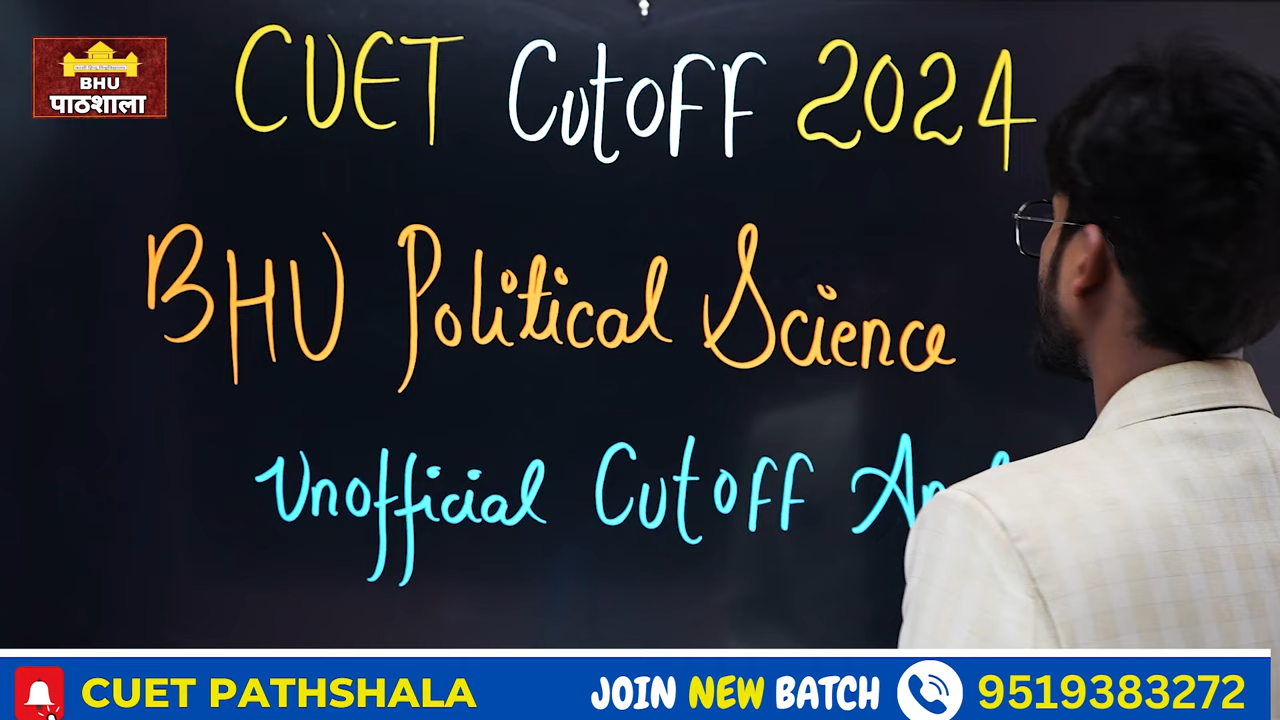 BHU
पाठशाला
CUET CutOFF 2024
BHU Political Science
Unofficial CutOFF
CUET PATHSHALA
JOIN NEW BATCH
9519383272